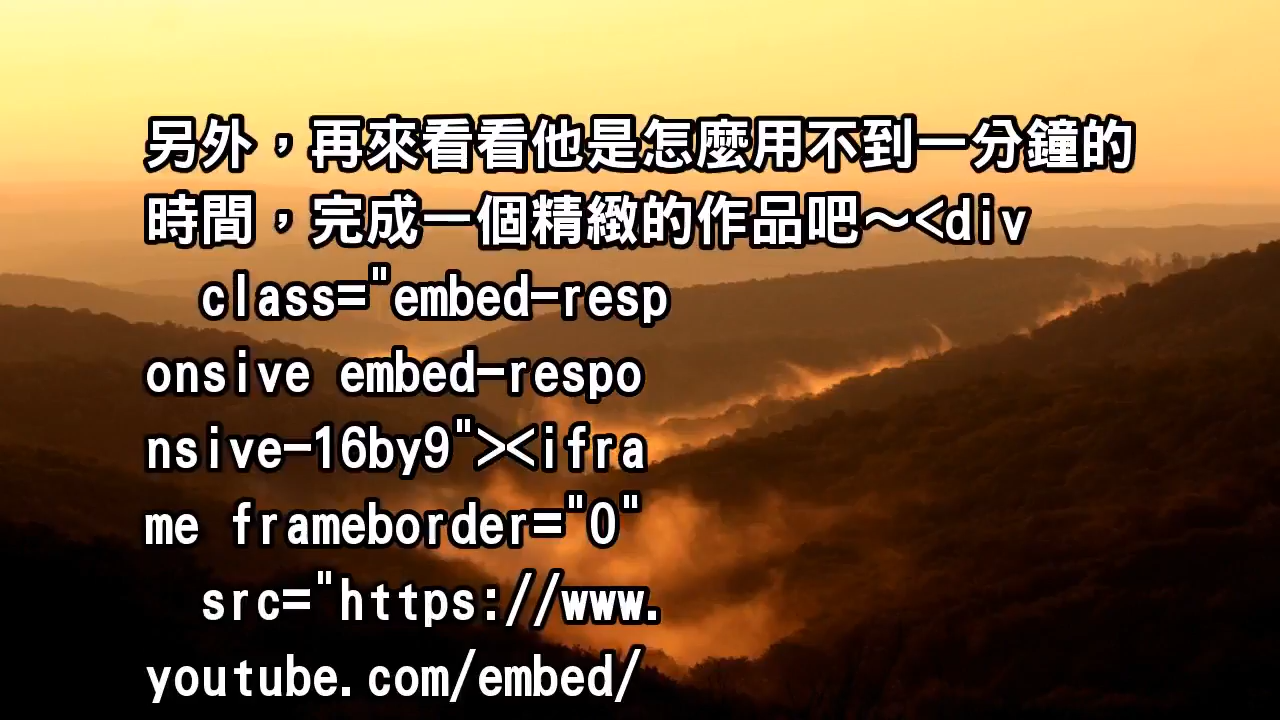 另外，再來看看他是怎麼用不到一分鐘的
時間，完成一個精緻的作品吧～<div
class="embed-resp
onsive embed-respo
nsive-16by9"><ifra
me frameborder="0"
src="https://www.
youtube.com/embed/